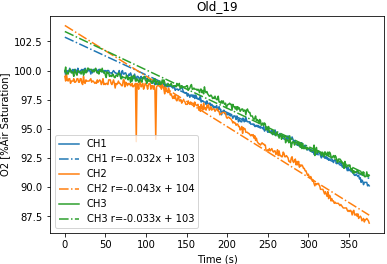 Old_19
O2 [%Air Saturation]
102.5
100.0
97.5
95.0
92.5
90.0
87.5
CH1
CH1 r=-0.032x + 103
CH2
CH2 r=-0.043x + 104
CH3
CH3 r=-0.033x + 103
0 50 100 150 200 250 300 350
Time (s)